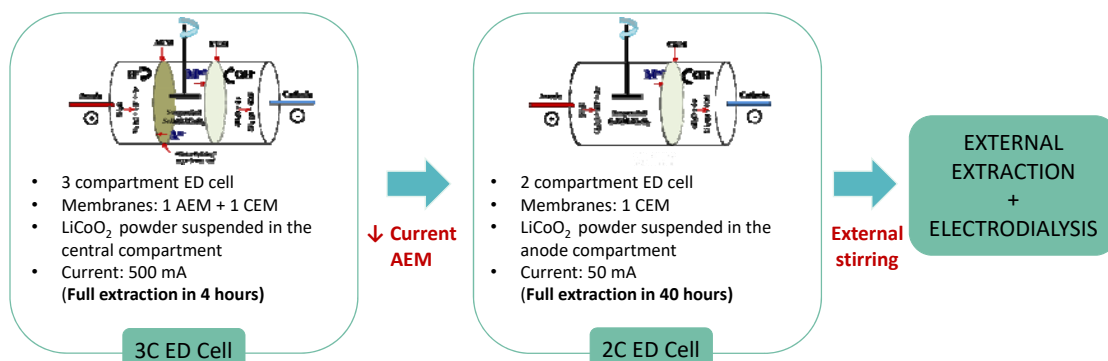 Anode
Cathode
• 3 compartment ED cell
• Membranes: 1 AEM + 1 CEM
• LiCoO₂ powder suspended in the
central compartment
• Current: 500 mA
(Full extraction in 4 hours)
3C ED Cell
↓ Current
AEM
CEM
Anode
Cathode
• 2 compartment ED cell
• Membranes: 1 CEM
• LiCoO₂ powder suspended in the
anode compartment
• Current: 50 mA
(Full extraction in 40 hours)
2C ED Cell
External
stirring
EXTERNAL
EXTRACTION
+
ELECTRODIALYSIS